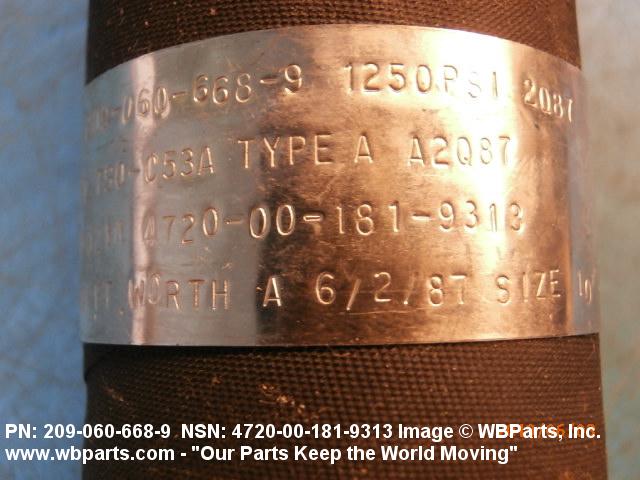 -060-668-9 1250PSI 2Q87
-C53A TYPE A A2Q87
4720-00-181-9313
WORTH A 6/2/87 SIZE
PN: 209-060-668-9 NSN: 4720-00-181-9313 Image © WBParts, Inc.
www.wbparts.com - "Our Parts Keep the World Moving"